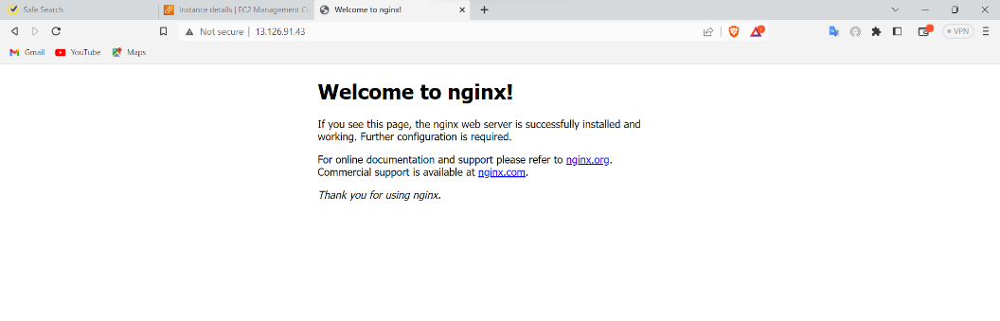 Safe Search
Instance details | EC2 Management Co
Welcome to nginx!
Not secure | 13.126.91.43
VPN
Gmail
YouTube
Maps
Welcome to nginx!
If you see this page, the nginx web server is successfully installed and
working. Further configuration is required.
For online documentation and support please refer to nginx.org.
Commercial support is available at nginx.com.
Thank you for using nginx.